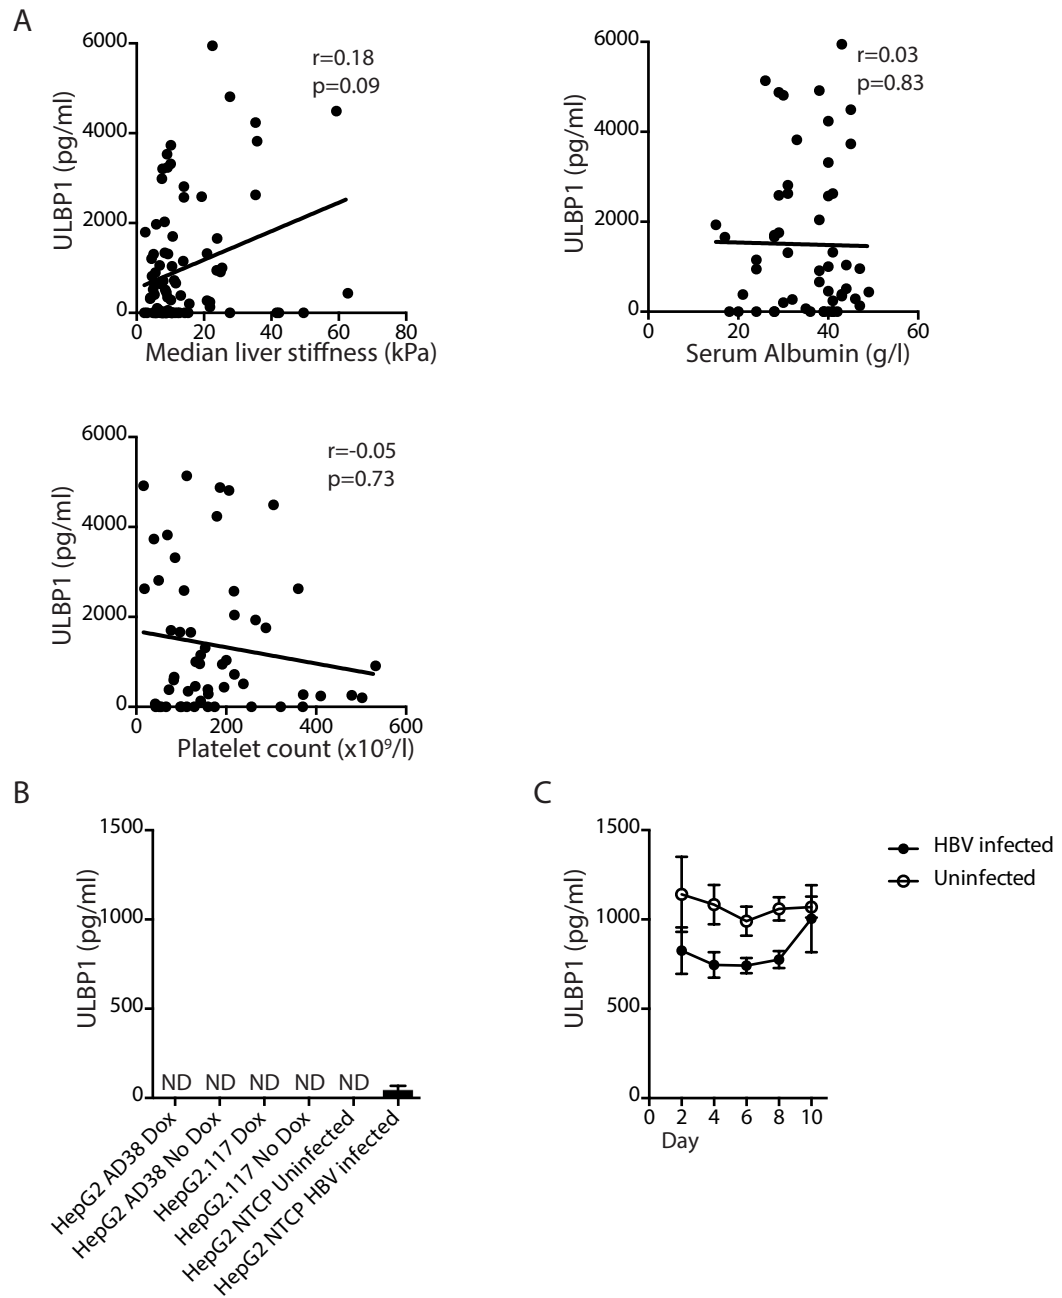 A
6000
4000
2000
0
ULBP1 (pg/ml)
r=0.18
p=0.09
0 20 40 60 80
Median liver stiffness (kPa)
6000
4000
2000
0
ULBP1 (pg/ml)
r=0.03
p=0.83
0 20 40 60
Serum Albumin (g/l)
6000
4000
2000
0
ULBP1 (pg/ml)
r=-0.05
p=0.73
0 200 400 600
Platelet count (x10⁹/l)
B
1500
1000
500
0
ULBP1 (pg/ml)
ND ND ND ND ND
HepG2 AD38 Dox
HepG2 AD38 No Dox
HepG2.117 Dox
HepG2.117 No Dox
HepG2 NTCP Uninfected
HepG2 NTCP HBV infected
C
1500
1000
500
0
ULBP1 (pg/ml)
0 2 4 6 8 10
Day
HBV infected
Uninfected